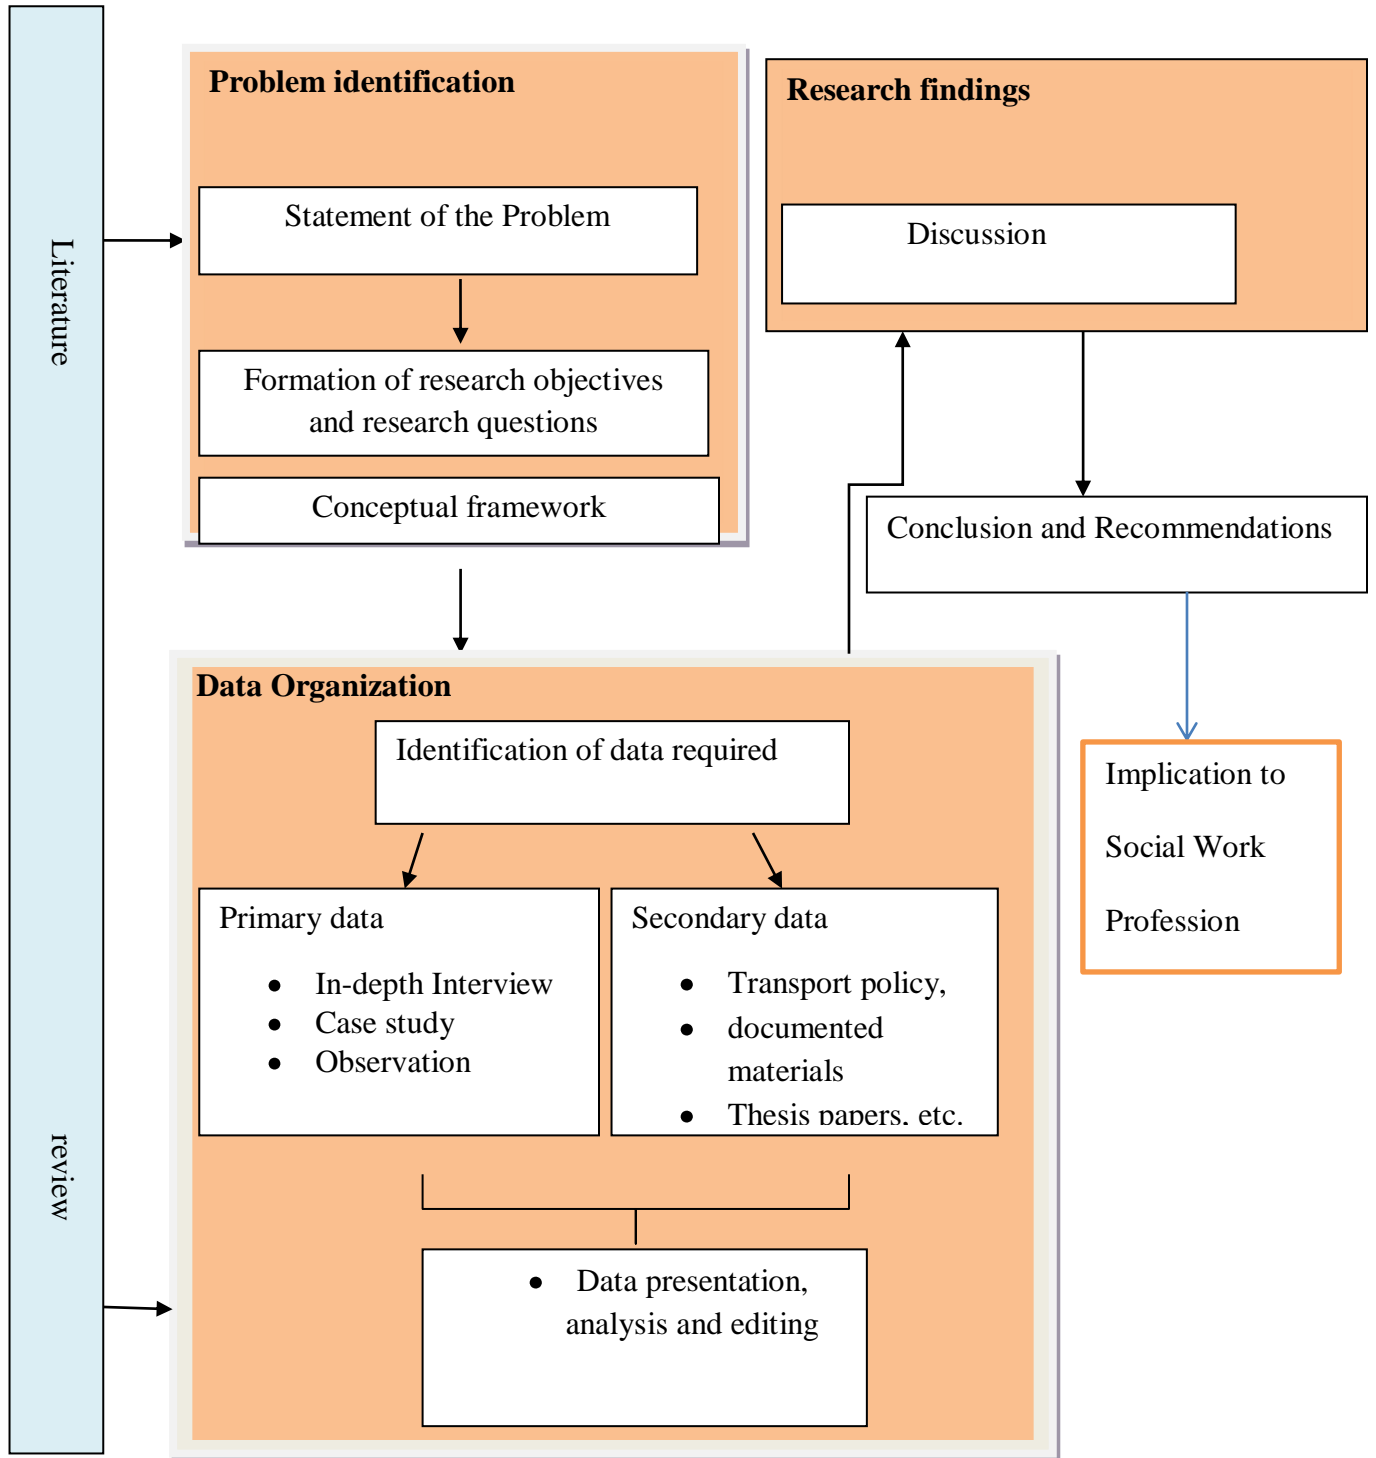 Literature
review
Problem identification
Statement of the Problem
Formation of research objectives
and research questions
Conceptual framework
Research findings
Discussion
Conclusion and Recommendations
Implication to
Social Work
Profession
Data Organization
Identification of data required
Primary data
• In-depth Interview
• Case study
• Observation
Secondary data
• Transport policy,
• documented
materials
• Thesis papers, etc.
• Data presentation,
analysis and editing